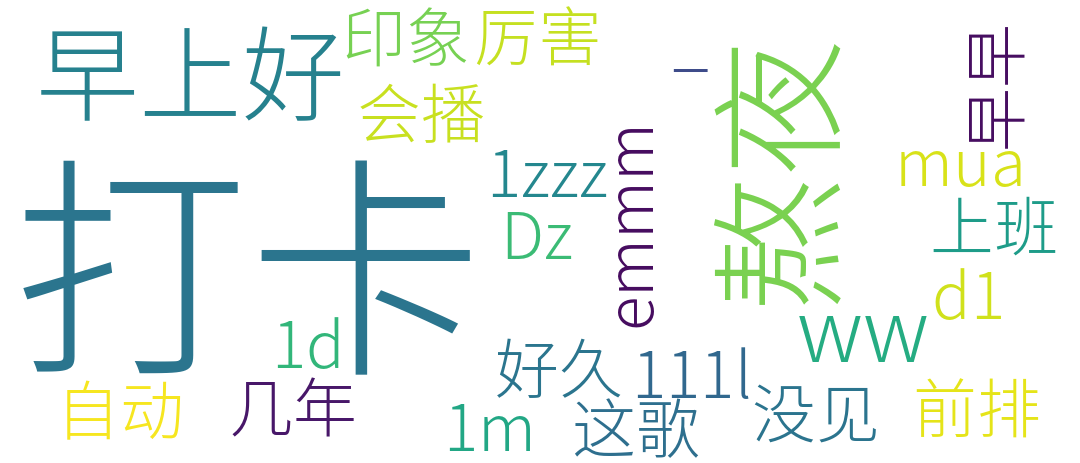 早上好
印象
厉害
会播
一
早早
熬夜
打卡
emmm
1zzz
Dz
mua
上班
d1
ww
1d
好久
111l
自动
几年
1m
这歌
没见
前排